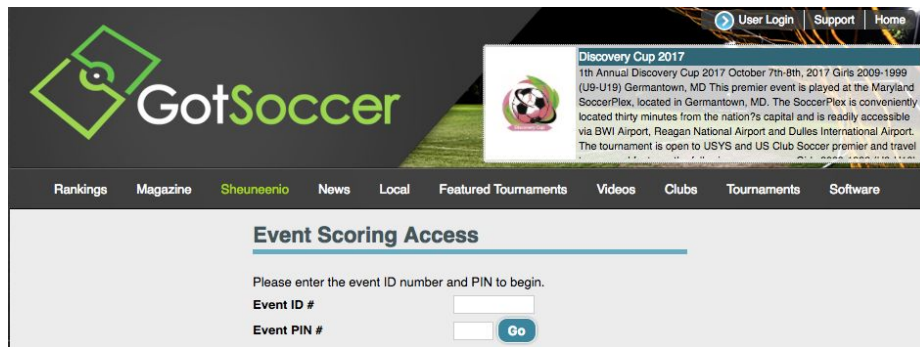 User Login Support Home
GotSoccer
Discovery Cup 2017
1th Annual Discovery Cup 2017 October 7th-8th, 2017 Girls 2009-1999
(U9-U19) Germantown, MD This premier event is played at the Maryland
SoccerPlex, located in Germantown, MD. The SoccerPlex is conveniently
located thirty minutes from the nation?s capital and is readily accessible
via BWI Airport, Reagan National Airport and Dulles International Airport.
The tournament is open to USYS and US Club Soccer premier and travel
Discovery Cup
Rankings Magazine Sheuneenio News Local Featured Tournaments Videos Clubs Tournaments Software
Event Scoring Access
Please enter the event ID number and PIN to begin.
Event ID #
Event PIN #
Go